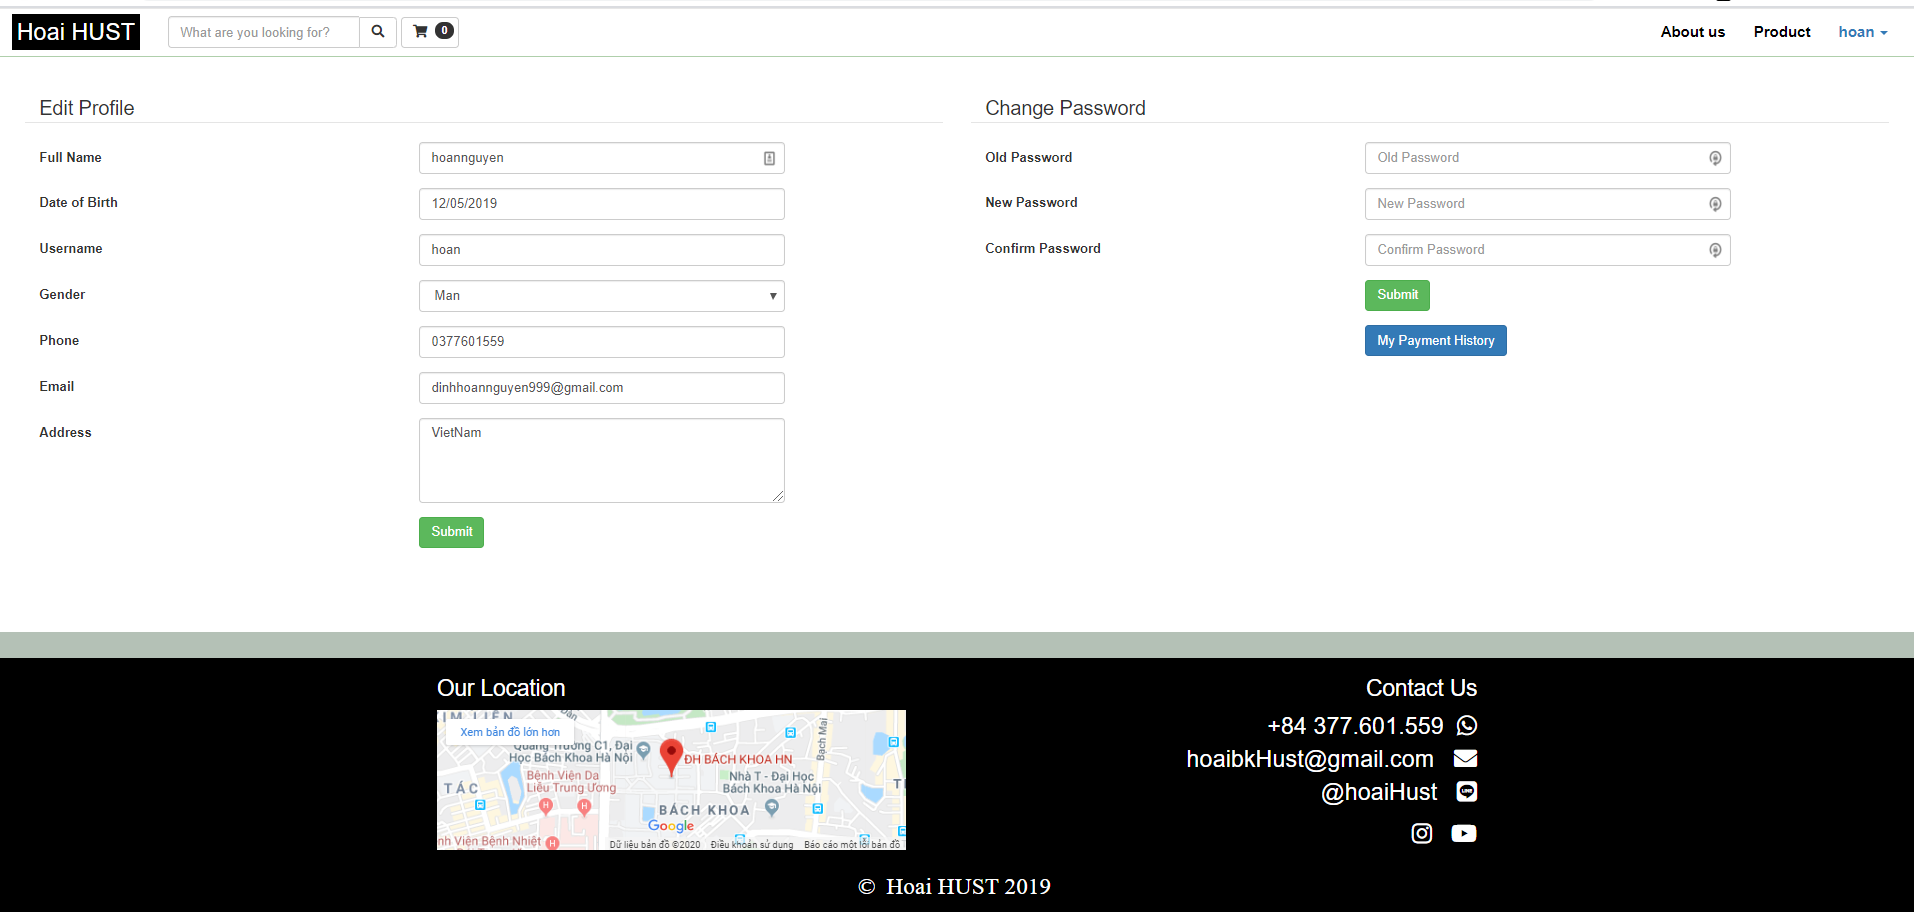 Hoai HUST
What are you looking for?
0
About us
Product
hoan
Edit Profile
Full Name
hoannguyen
Date of Birth
12/05/2019
Username
hoan
Gender
Man
Phone
0377601559
Email
dinhhoannguyen999@gmail.com
Address
VietNam
Submit
Change Password
Old Password
Old Password
New Password
New Password
Confirm Password
Confirm Password
Submit
My Payment History
Our Location
Xem bản đồ lớn hơn
Quảng Trường C1, Đại
Học Bách Khoa Hà Nội
ĐH BÁCH KHOA HN
Bệnh Viện Da
Liễu Trung Ương
Nhà T - Đại Học
Bách Khoa Hà Nội
Bạch Mai
TÁC
BÁCH KHOA
H
H
H
Google
nh Viện Bệnh Nhiệt
Dữ liệu bản đồ ©2020
Điều khoản sử dụng
Báo cáo một lỗi bản đồ
Contact Us
+84 377.601.559
hoaibkHust@gmail.com
@hoaiHust
LINE
© Hoai HUST 2019